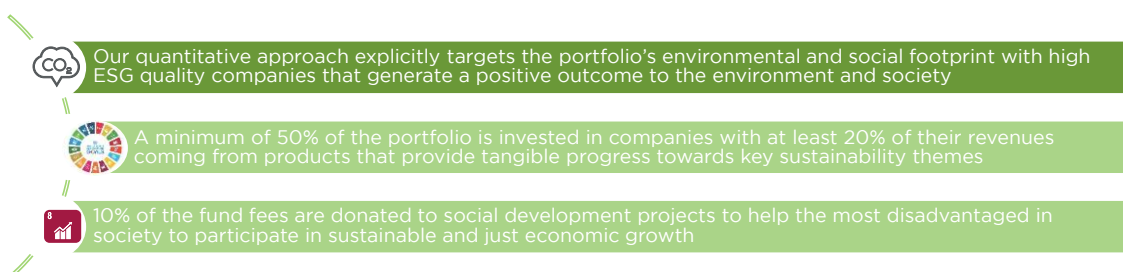 CO₂
Our quantitative approach explicitly targets the portfolio's environmental and social footprint with high
ESG quality companies that generate a positive outcome to the environment and society
A minimum of 50% of the portfolio is invested in companies with at least 20% of their revenues
coming from products that provide tangible progress towards key sustainability themes
8
10% of the fund fees are donated to social development projects to help the most disadvantaged in
society to participate in sustainable and just economic growth